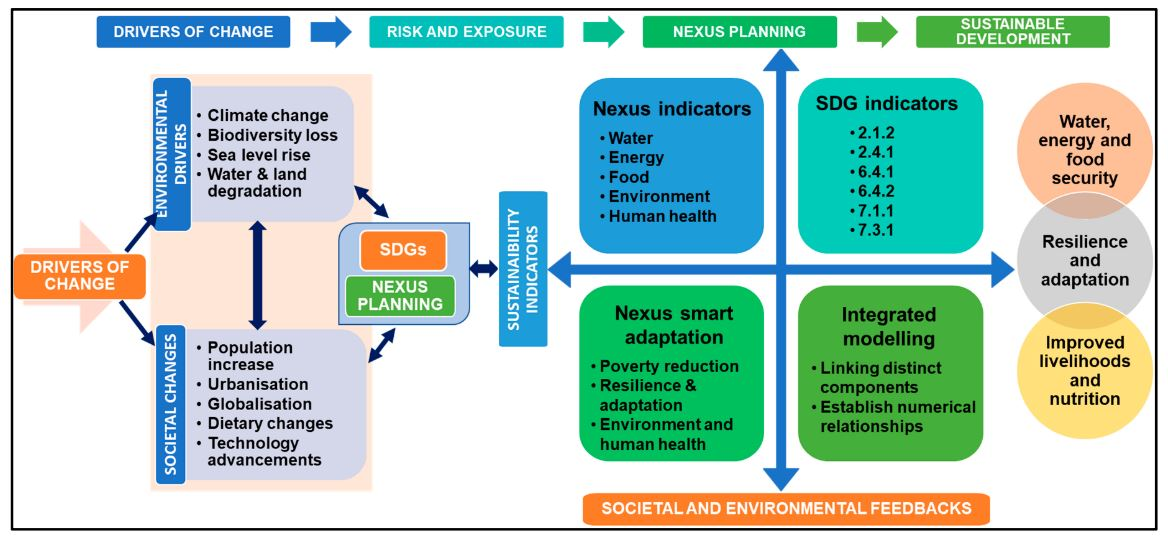 DRIVERS OF CHANGE
RISK AND EXPOSURE
NEXUS PLANNING
SUSTAINABLE
DEVELOPMENT
DRIVERS OF
CHANGE
ENVIRONMENTAL
DRIVERS
• Climate change
• Biodiversity loss
• Sea level rise
• Water & land
degradation
SOCIETAL CHANGES
• Population
increase
• Urbanisation
• Globalisation
• Dietary changes
• Technology
advancements
SDGs
NEXUS
PLANNING
SUSTAINAIBILITY
INDICATORS
Nexus indicators
• Water
• Energy
• Food
• Environment
• Human health
SDG indicators
• 2.1.2
• 2.4.1
• 6.4.1
• 6.4.2
• 7.1.1
• 7.3.1
Nexus smart
adaptation
• Poverty reduction
• Resilience &
adaptation
• Environment and
human health
Integrated
modelling
• Linking distinct
components
• Establish numerical
relationships
Water,
energy and
food
security
Resilience
and
adaptation
Improved
livelihoods
and
nutrition
SOCIETAL AND ENVIRONMENTAL FEEDBACKS